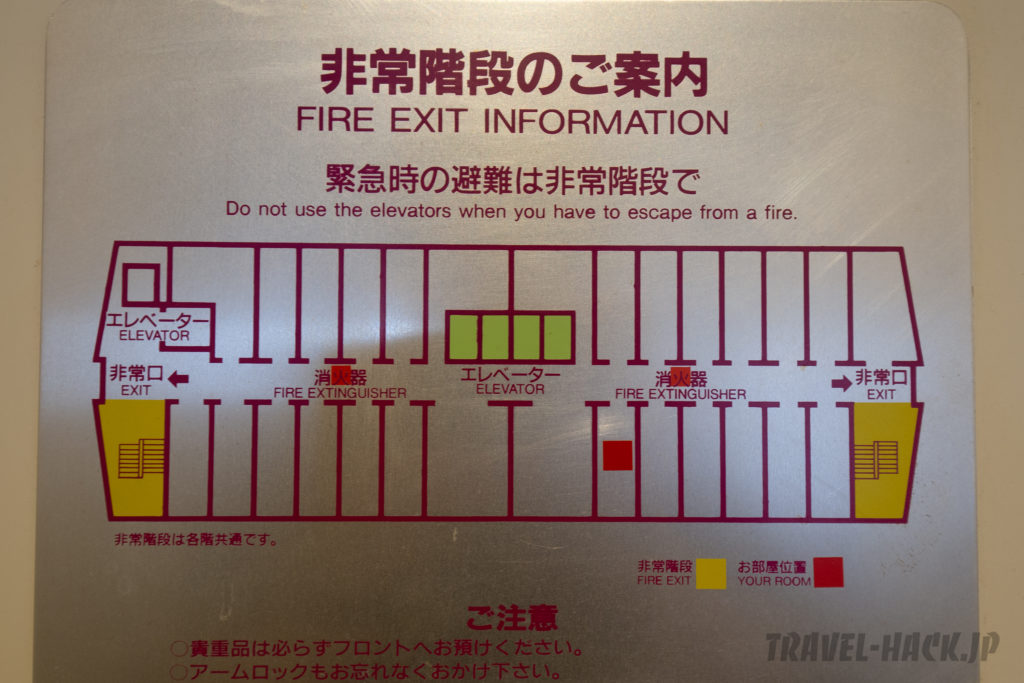 非常階段のご案内
FIRE EXIT INFORMATION
緊急時の避難は非常階段で
Do not use the elevators when you have to escape from a fire.
エレベーター
ELEVATOR
非常口
EXIT
消火器
FIRE EXTINGUISHER
エレベーター
ELEVATOR
消火器
FIRE EXTINGUISHER
非常口
EXIT
非常階段は各階共通です。
非常階段
FIRE EXIT
お部屋位置
YOUR ROOM
ご注意
○貴重品は必らずフロントへお預けください。
○アームロックもお忘れなくおかけ下さい。
TRAVEL-HACK.JP